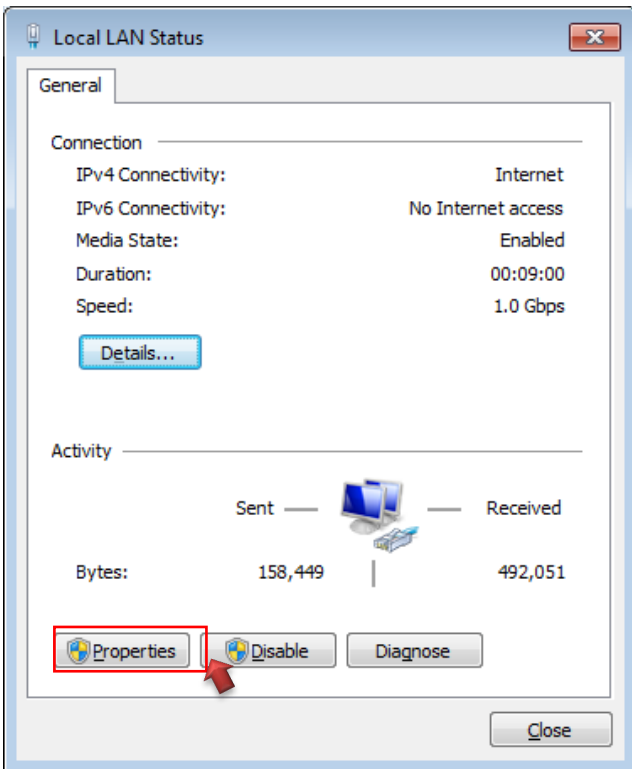 Local LAN Status
General
Connection
IPv4 Connectivity: Internet
IPv6 Connectivity: No Internet access
Media State: Enabled
Duration: 00:09:00
Speed: 1.0 Gbps
Details...
Activity
Sent Received
Bytes: 158,449 492,051
Properties Disable Diagnose
Close